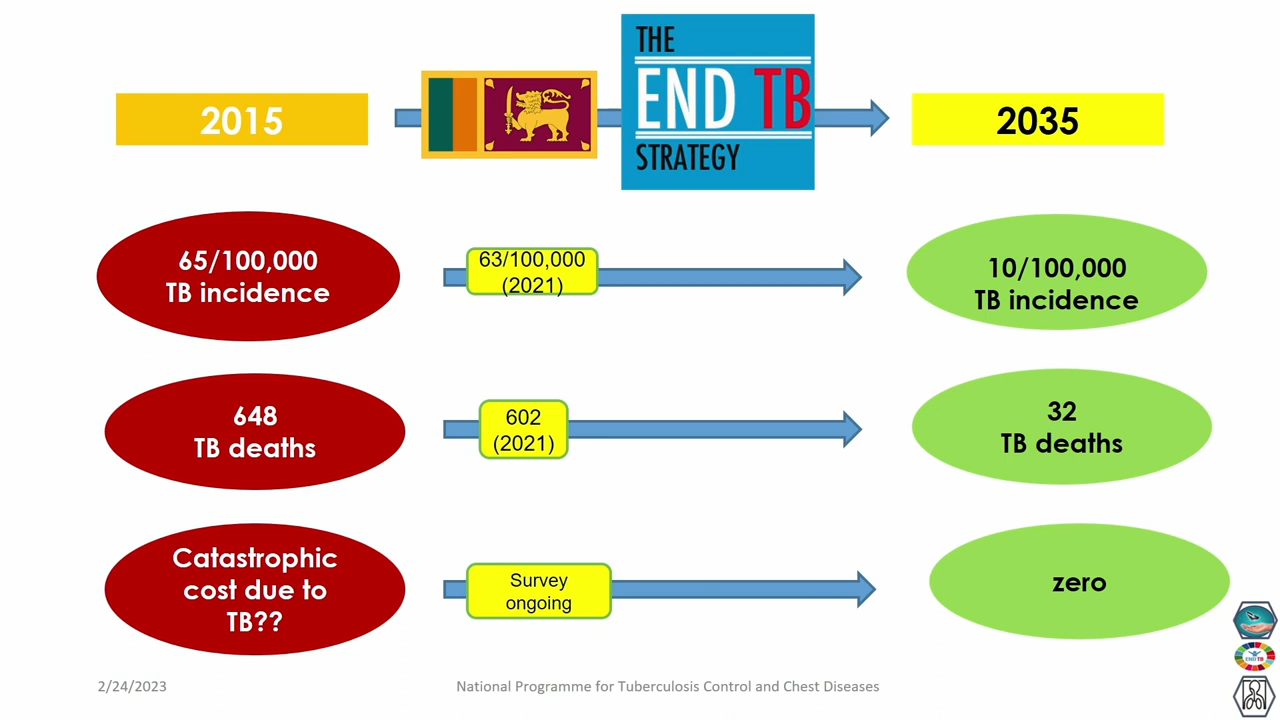 2015
THE
END TB
STRATEGY
2035
65/100,000
TB incidence
63/100,000
(2021)
10/100,000
TB incidence
648
TB deaths
602
(2021)
32
TB deaths
Catastrophic
cost due to
TB??
Survey
ongoing
zero
END TB
2/24/2023
National Programme for Tuberculosis Control and Chest Diseases